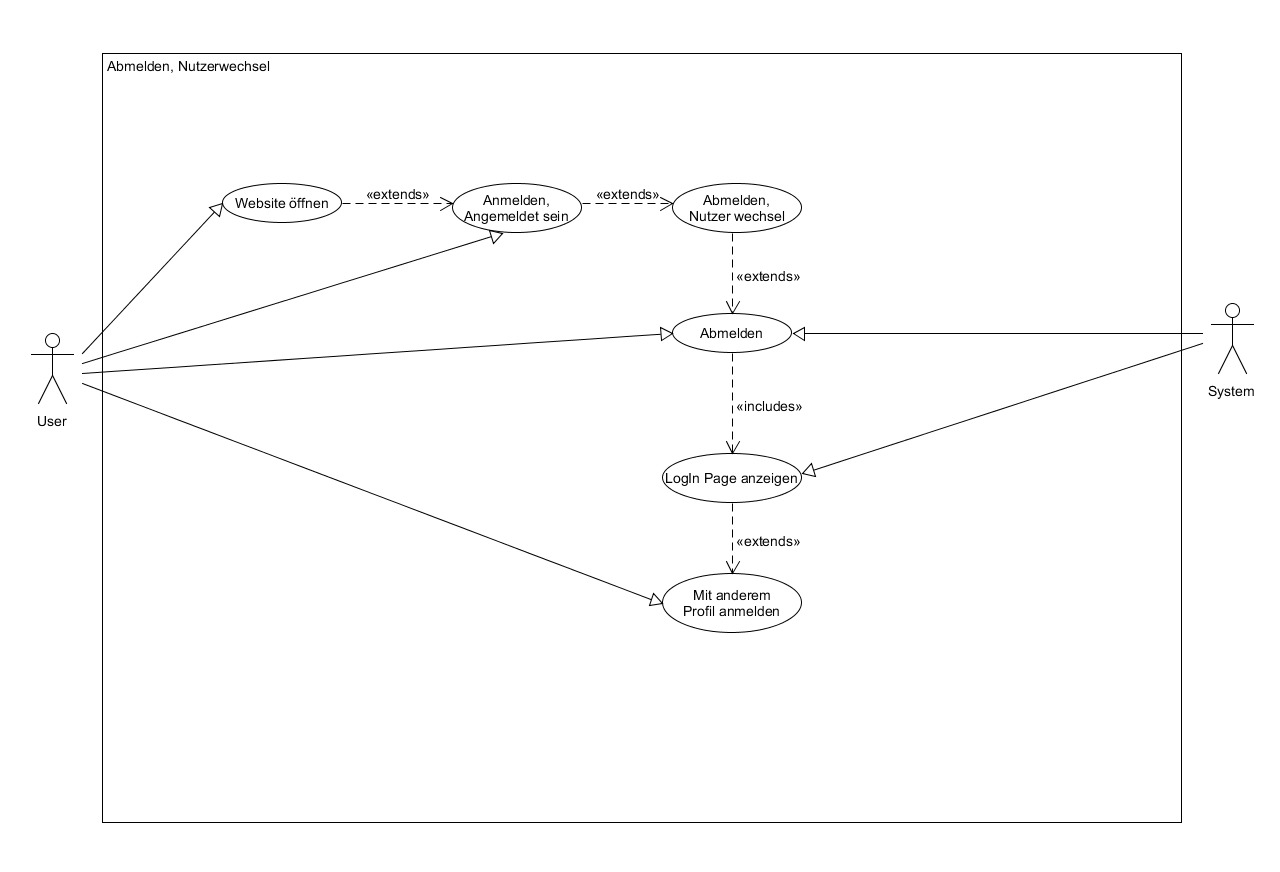 Abmelden, Nutzerwechsel
Website öffnen
«extends»
Anmelden,
Angemeldet sein
«extends»
Abmelden,
Nutzer wechsel
«extends»
Abmelden
«includes»
LogIn Page anzeigen
«extends»
Mit anderem
Profil anmelden
User
System